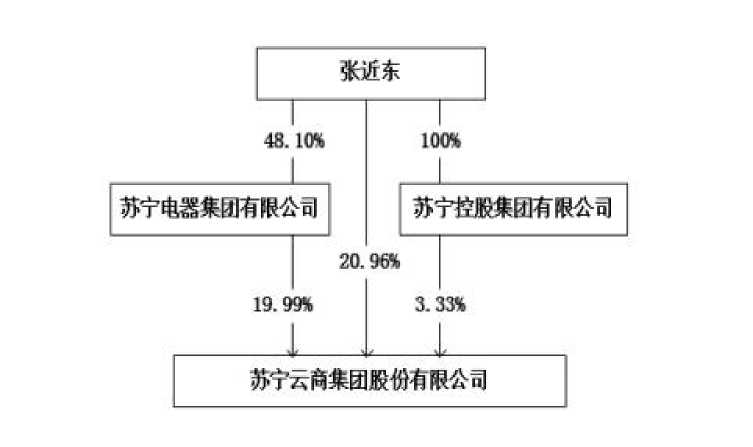 张近东
48.10%
100%
苏宁电器集团有限公司
苏宁控股集团有限公司
20.96%
19.99%
3.33%
苏宁云商集团股份有限公司